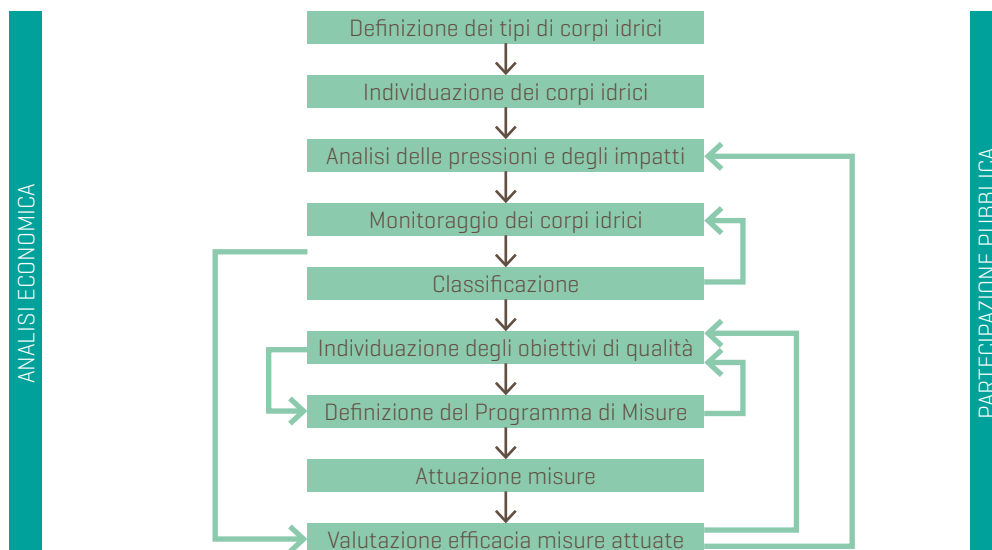 ANALISI ECONOMICA
Definizione dei tipi di corpi idrici
Individuazione dei corpi idrici
Analisi delle pressioni e degli impatti
Monitoraggio dei corpi idrici
Classificazione
Individuazione degli obiettivi di qualità
Definizione del Programma di Misure
Attuazione misure
Valutazione efficacia misure attuate
PARTECIPAZIONE PUBBLICA